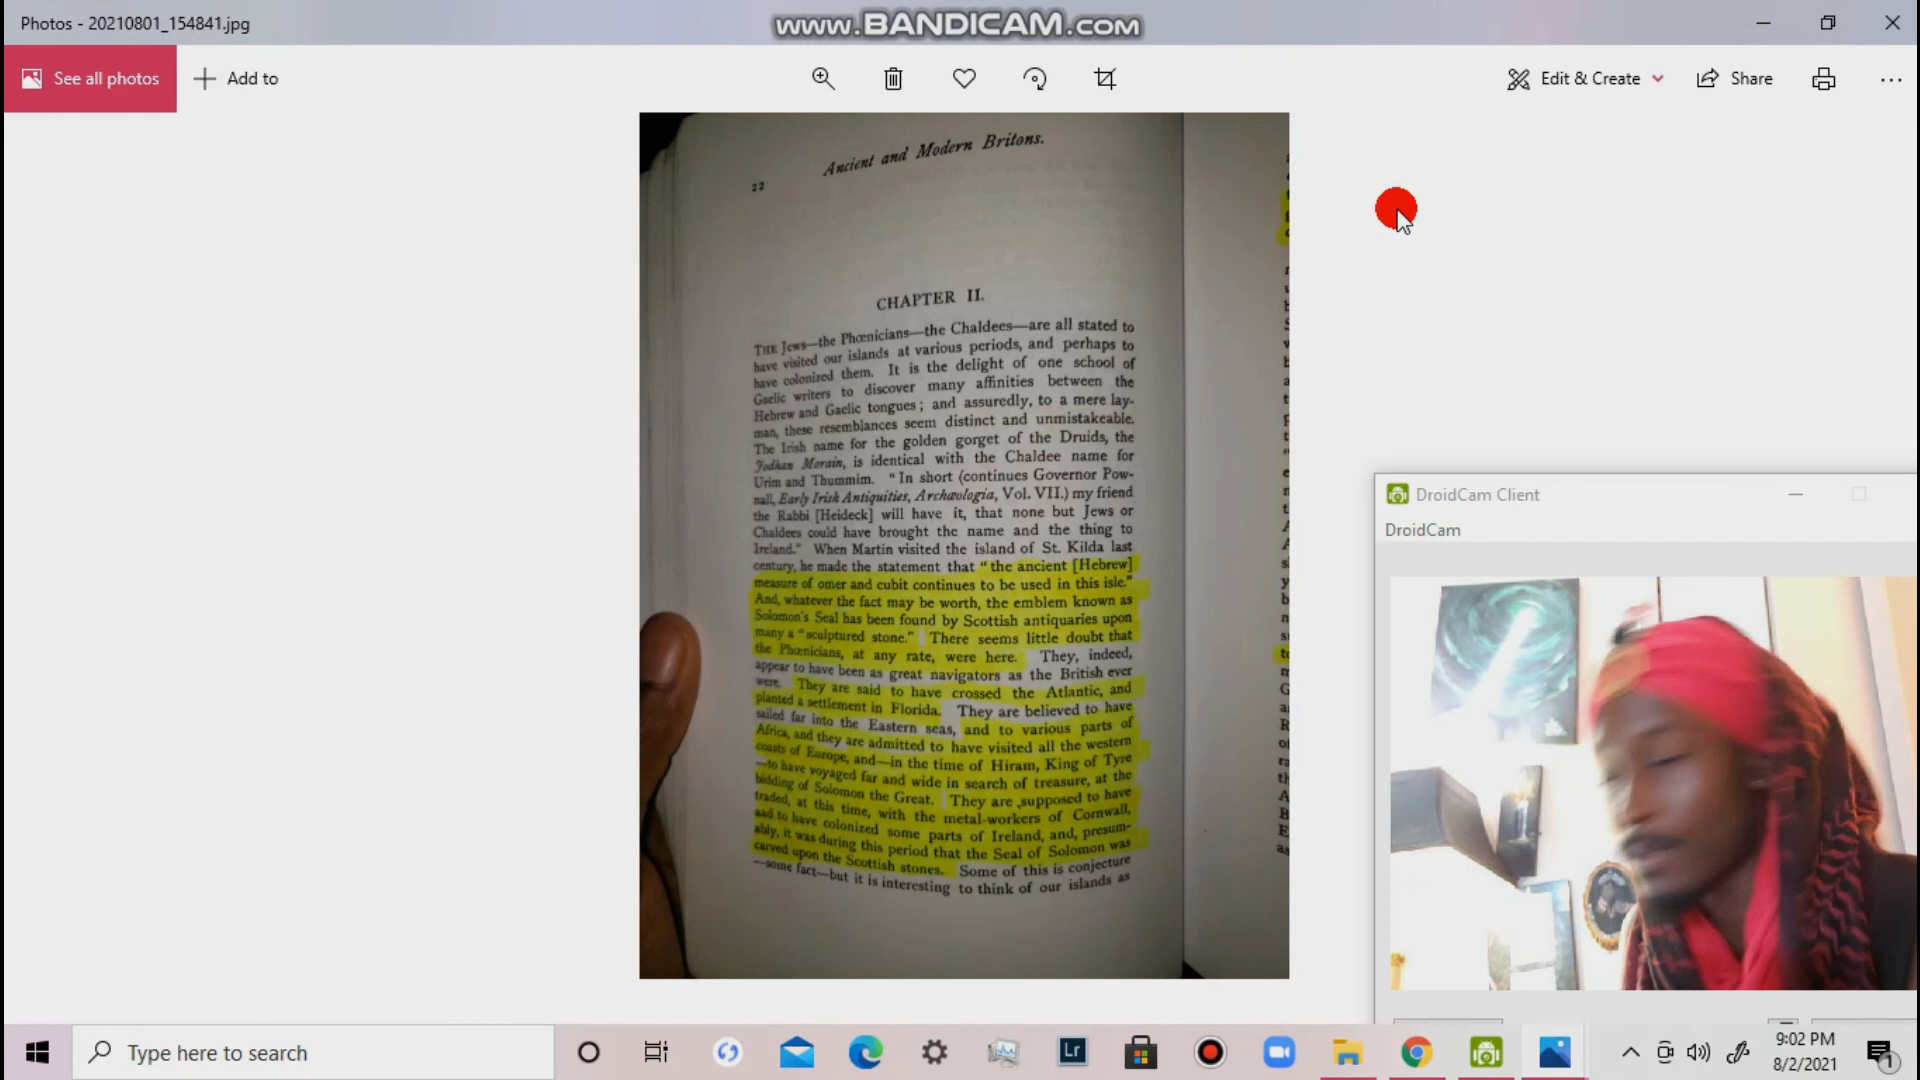 Photos - 20210801_154841.jpg
www.BANDICAM.com
See all photos
Add to
Edit & Create
Share
Ancient and Modern Britons.
22
CHAPTER II.
THE Jews—the Phœnicians—the Chaldees—are all stated to
have visited our islands at various periods, and perhaps to
have colonized them. It is the delight of one school of
Gaelic writers to discover many affinities between the
Hebrew and Gaelic tongues; and assuredly, to a mere lay-
man, these resemblances seem distinct and unmistakeable.
The Irish name for the golden gorget of the Druids, the
Jodhan Morain, is identical with the Chaldee name for
Urim and Thummim. "In short (continues Governor Pow-
nall, Early Irish Antiquities, Archæologia, Vol. VII.) my friend
the Rabbi [Heideck] will have it, that none but Jews or
Chaldees could have brought the name and the thing to
Ireland." When Martin visited the island of St. Kilda last
century, he made the statement that "the ancient [Hebrew]
measure of omer and cubit continues to be used in this isle."
And, whatever the fact may be worth, the emblem known as
Solomon's Seal has been found by Scottish antiquaries upon
many a "sculptured stone." There seems little doubt that
the Phœnicians, at any rate, were here. They, indeed,
appear to have been as great navigators as the British ever
were. They are said to have crossed the Atlantic, and
planted a settlement in Florida. They are believed to have
sailed far into the Eastern seas, and to various parts of
Africa, and they are admitted to have visited all the western
coasts of Europe, and—in the time of Hiram, King of Tyre
—to have voyaged far and wide in search of treasure, at the
bidding of Solomon the Great. They are supposed to have
traded, at this time, with the metal-workers of Cornwall,
and to have colonized some parts of Ireland, and, presum-
ably, it was during this period that the Seal of Solomon was
carved upon the Scottish stones. Some of this is conjecture
—some fact—but it is interesting to think of our islands as
DroidCam Client
DroidCam
Type here to search
Lr
9:02 PM
8/2/2021
1